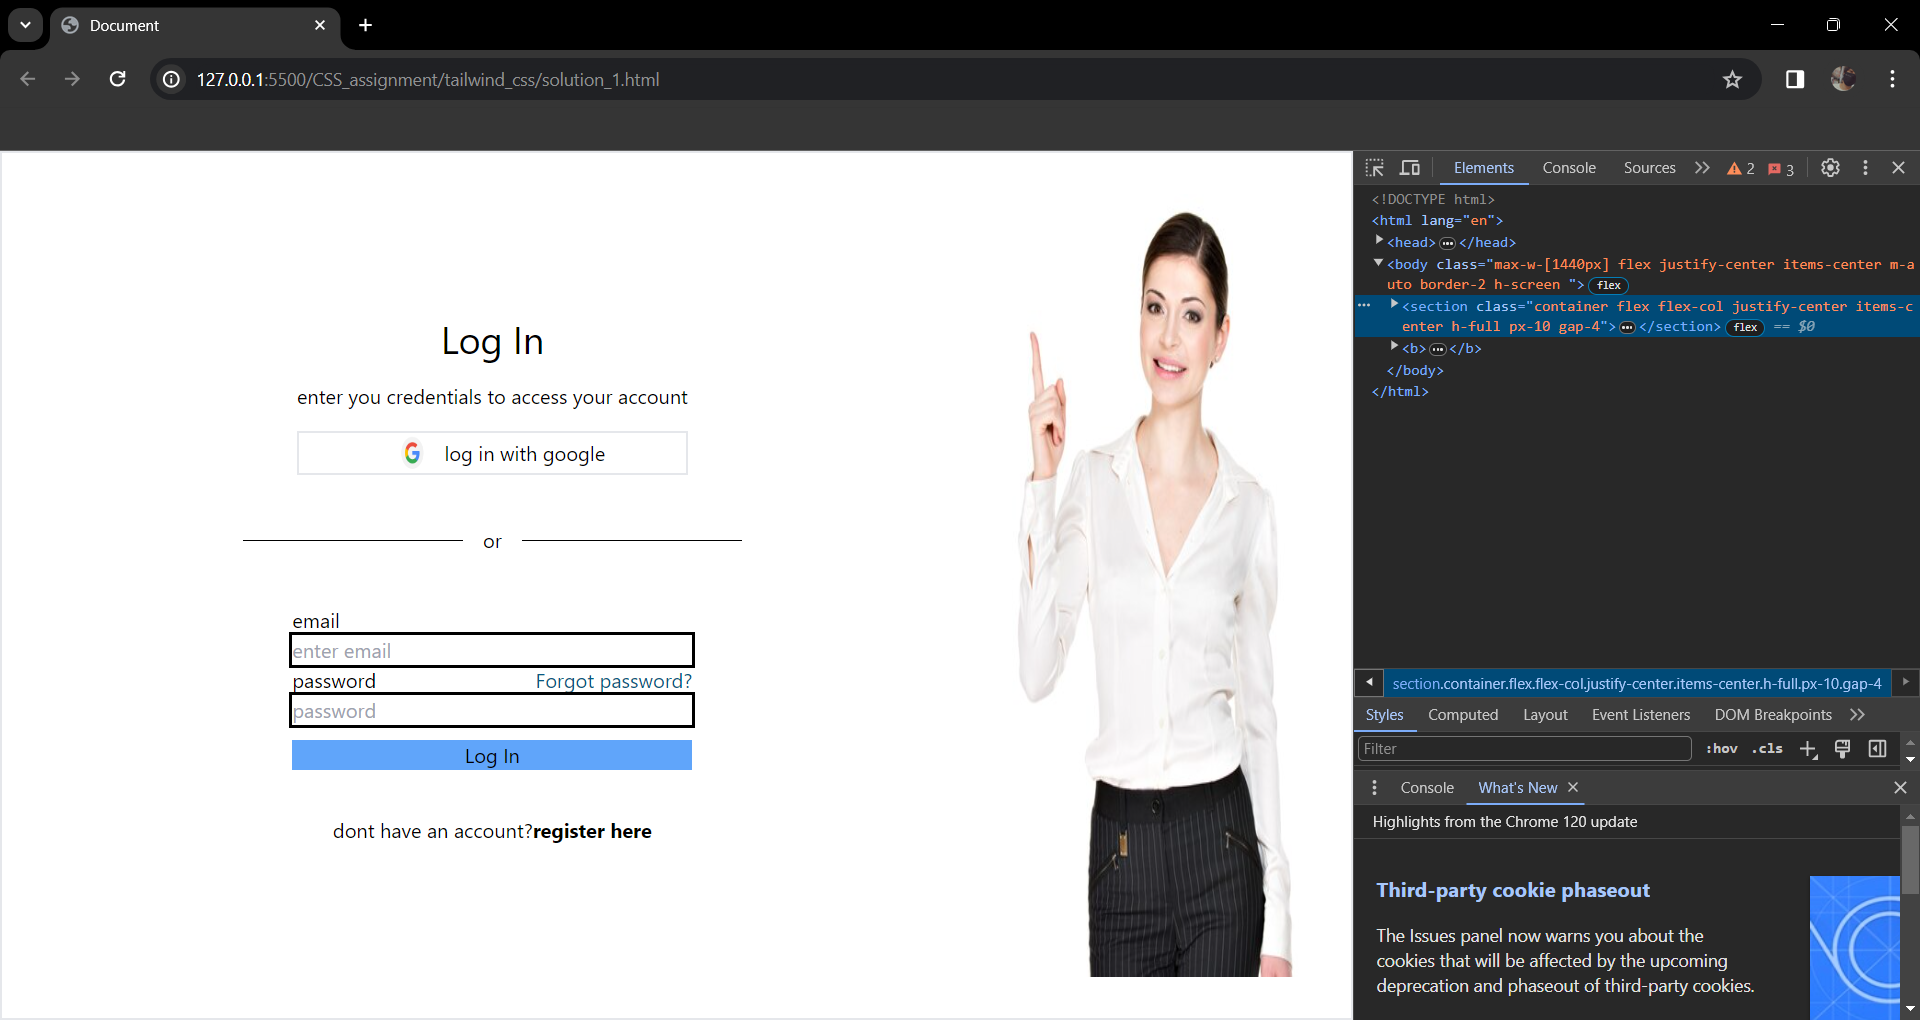 Document
127.0.0.1:5500/CSS_assignment/tailwind_css/solution_1.html
Log In
enter you credentials to access your account
G log in with google
or
email
enter email
password Forgot password?
password
Log In
dont have an account?register here
Elements Console Sources 2 3
<!DOCTYPE html>
<html lang="en">
<head>…</head>
<body class="max-w-[1440px] flex justify-center items-center m-a
uto border-2 h-screen "> flex
… <section class="container flex flex-col justify-center items-c
enter h-full px-10 gap-4">…</section> flex == $0
<b>…</b>
</body>
</html>
section.container.flex.flex-col.justify-center.items-center.h-full.px-10.gap-4
Styles Computed Layout Event Listeners DOM Breakpoints
Filter :hov .cls
Console What's New
Highlights from the Chrome 120 update
Third-party cookie phaseout
The Issues panel now warns you about the
cookies that will be affected by the upcoming
deprecation and phaseout of third-party cookies.